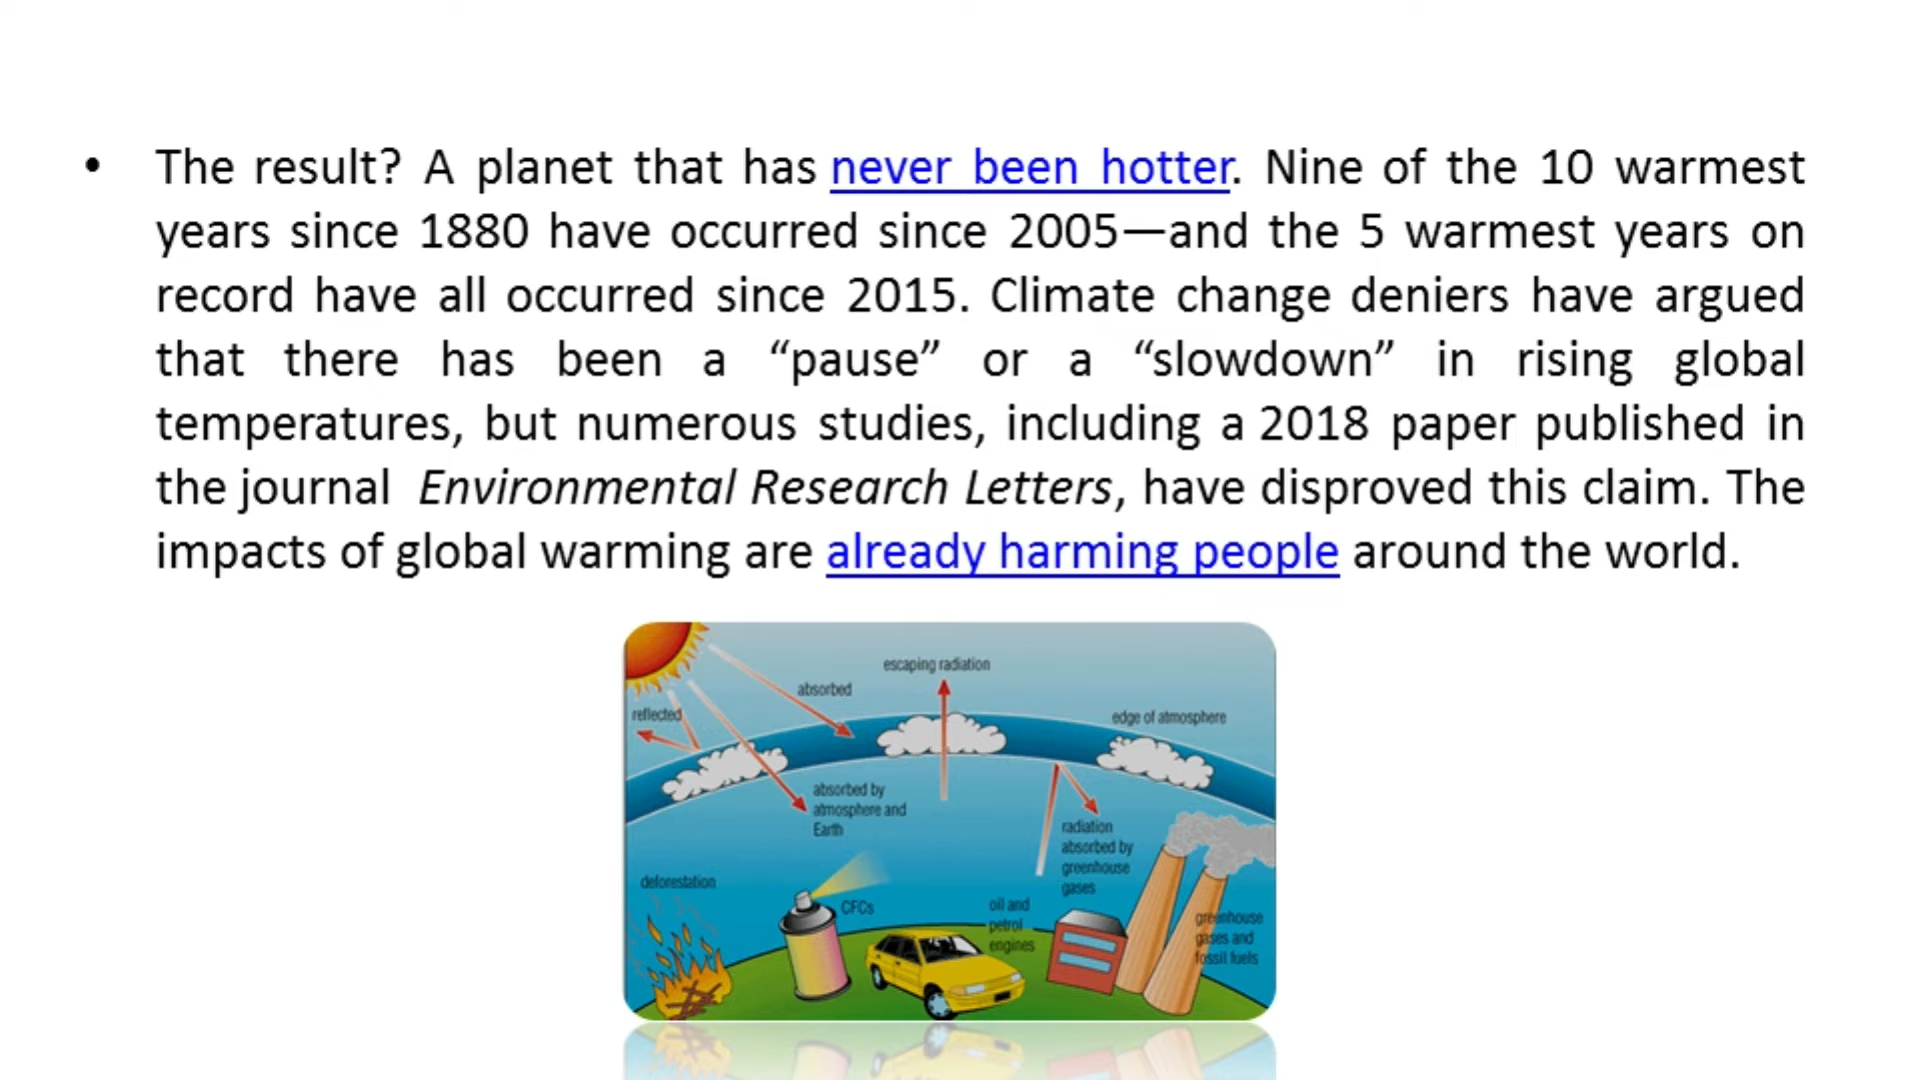 • The result? A planet that has never been hotter. Nine of the 10 warmest
years since 1880 have occurred since 2005—and the 5 warmest years on
record have all occurred since 2015. Climate change deniers have argued
that there has been a “pause” or a “slowdown” in rising global
temperatures, but numerous studies, including a 2018 paper published in
the journal Environmental Research Letters, have disproved this claim. The
impacts of global warming are already harming people around the world.
escaping radiation
absorbed
reflected
edge of atmosphere
absorbed by
atmosphere and
Earth
radiation
absorbed by
greenhouse
gases
deforestation
CFCs
oil and
petrol
engines
greenhouse
gases and
fossil fuels